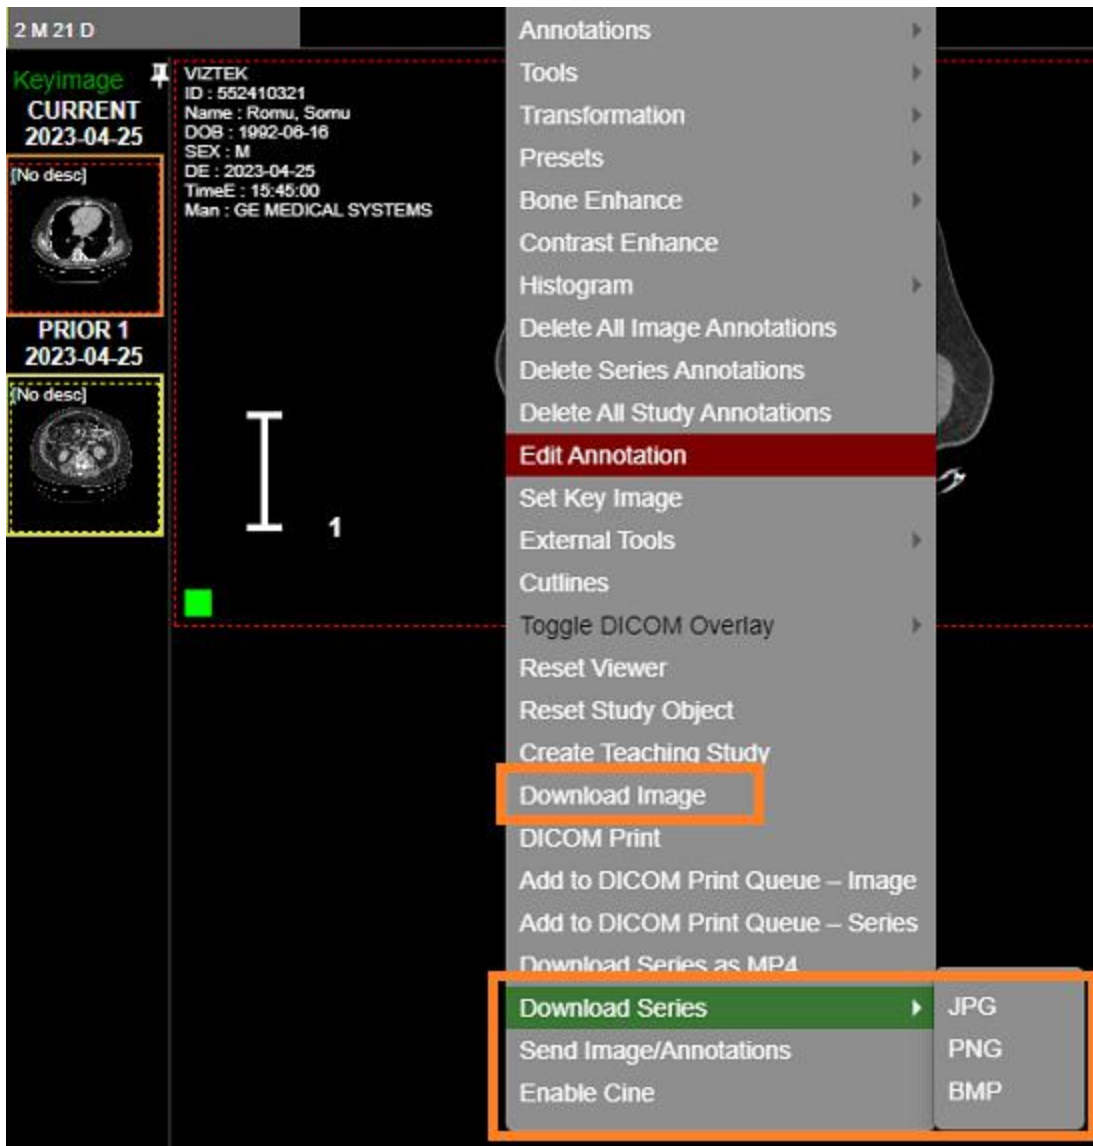 2 M 21 D
Keyimage
CURRENT
2023-04-25
[No desc]
PRIOR 1
2023-04-25
[No desc]
VIZTEK
ID : 552410321
Name : Romu, Somu
DOB : 1992-06-16
SEX : M
DE : 2023-04-25
TimeE : 15:45:00
Man : GE MEDICAL SYSTEMS
1
Annotations
Tools
Transformation
Presets
Bone Enhance
Contrast Enhance
Histogram
Delete All Image Annotations
Delete Series Annotations
Delete All Study Annotations
Edit Annotation
Set Key Image
External Tools
Cutlines
Toggle DICOM Overlay
Reset Viewer
Reset Study Object
Create Teaching Study
Download Image
DICOM Print
Add to DICOM Print Queue – Image
Add to DICOM Print Queue – Series
Download Series as MP4
Download Series
Send Image/Annotations
Enable Cine
JPG
PNG
BMP